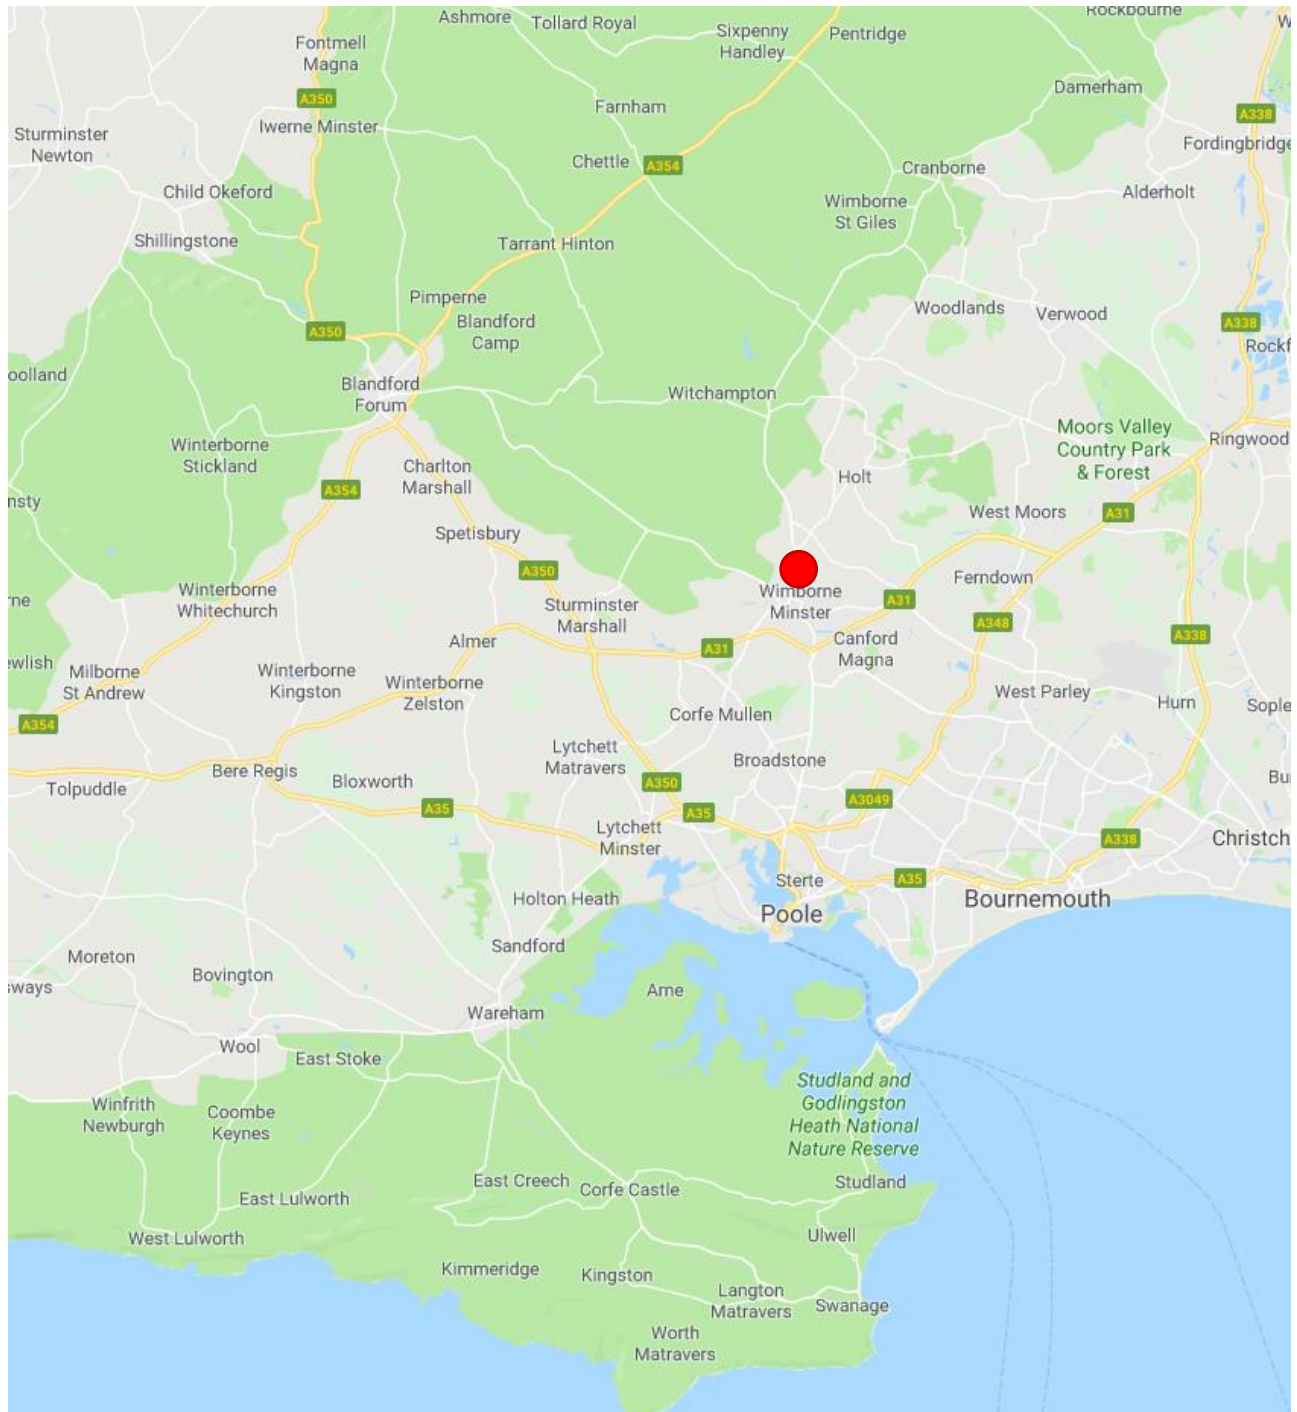 Ashmore
Tollard Royal
Sixpenny
Handley
Pentridge
Rockbourne
Fontmell
Magna
A350
Farnham
Damerham
A338
Iwerne Minster
Sturminster
Newton
Fordingbridge
Chettle
A354
Cranborne
Child Okeford
Alderholt
Wimborne
St Giles
Shillingstone
Tarrant Hinton
Pimperne
Woodlands
Verwood
Blandford
Camp
A350
A338
Rockf
oolland
Blandford
Forum
Witchampton
Moors Valley
Country Park
& Forest
Ringwood
Winterborne
Stickland
Charlton
Marshall
Holt
A354
nsty
West Moors
A31
Spetisbury
A350
Ferndown
Winterborne
Whitechurch
Wimborne
Minster
A31
rne
Sturminster
Marshall
A348
A338
Almer
A31
Canford
Magna
ewlish
Milborne
St Andrew
Winterborne
Kingston
Winterborne
Zelston
West Parley
Hurn
Sople
A354
Corfe Mullen
Lytchett
Matravers
Broadstone
Bere Regis
Bloxworth
Tolpuddle
A350
Bu
A3049
A35
A35
Lytchett
Minster
A338
Christch
Sterte
A35
Holton Heath
Poole
Bournemouth
Sandford
Moreton
Bovington
sways
Arne
Wareham
Wool
East Stoke
Studland and
Godlingston
Heath National
Nature Reserve
Winfrith
Newburgh
Coombe
Keynes
East Creech
Corfe Castle
Studland
East Lulworth
West Lulworth
Ulwell
Kimmeridge
Kingston
Langton
Matravers
Swanage
Worth
Matravers